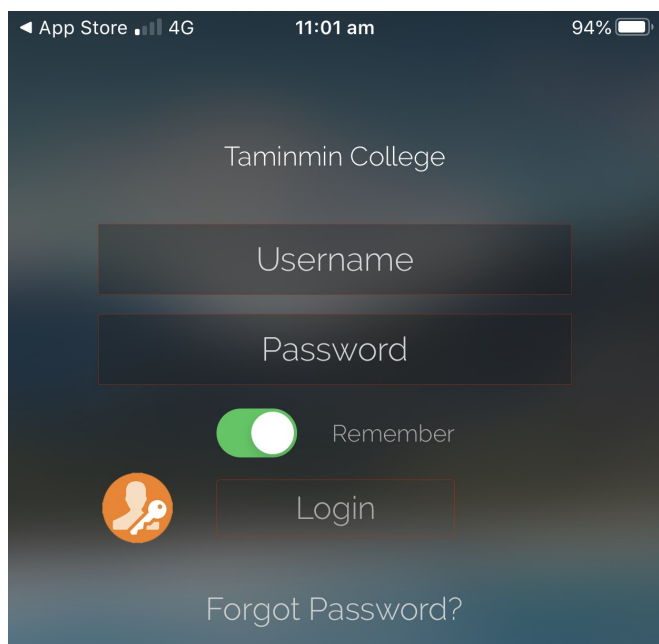 ◀ App Store 4G 11:01 am 94%
Taminmin College
Username
Password
Remember
Login
Forgot Password?